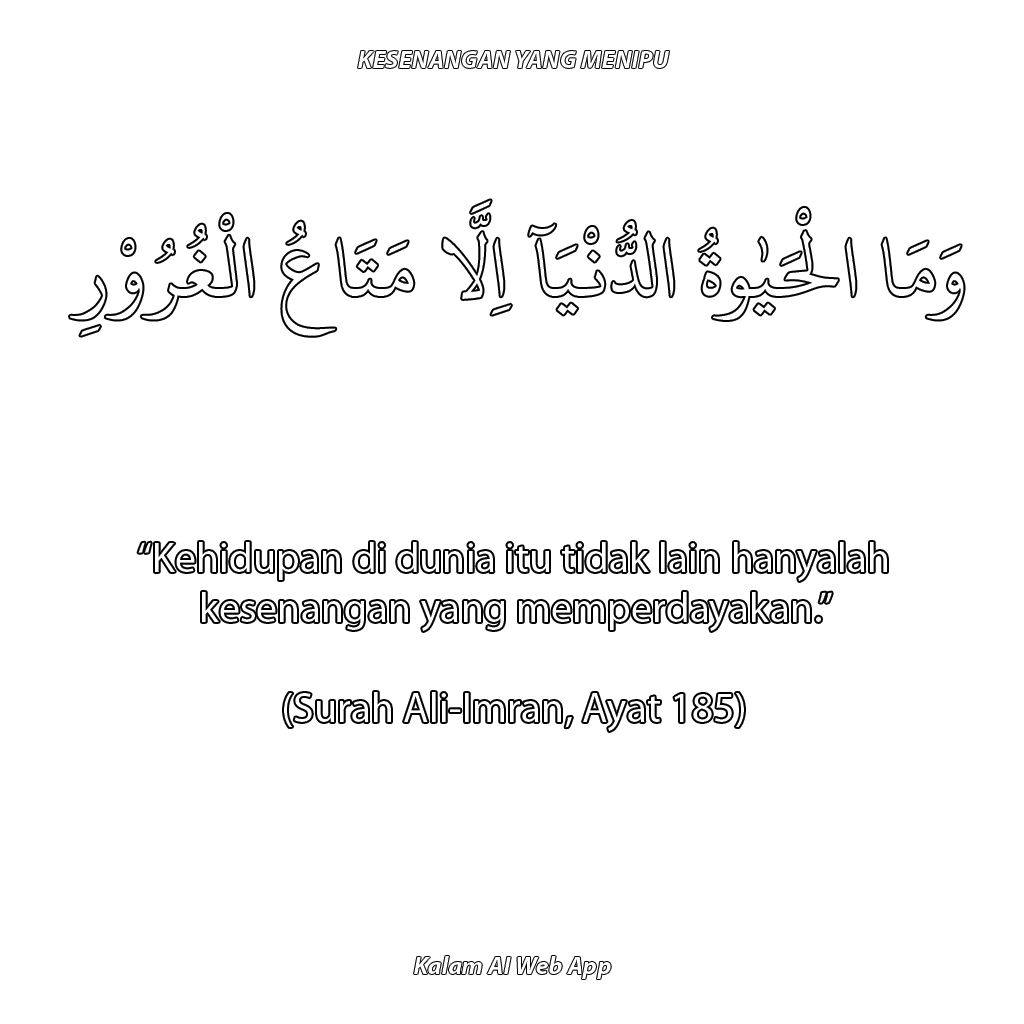 KESENANGAN YANG MENIPU
وَمَا الْحَيٰوةُ الدُّنْيَآ اِلَّا مَتَاعُ الْغُرُوْرِ
“Kehidupan di dunia itu tidak lain hanyalah
kesenangan yang memperdayakan.”
(Surah Ali-Imran, Ayat 185)
Kalam AI Web App